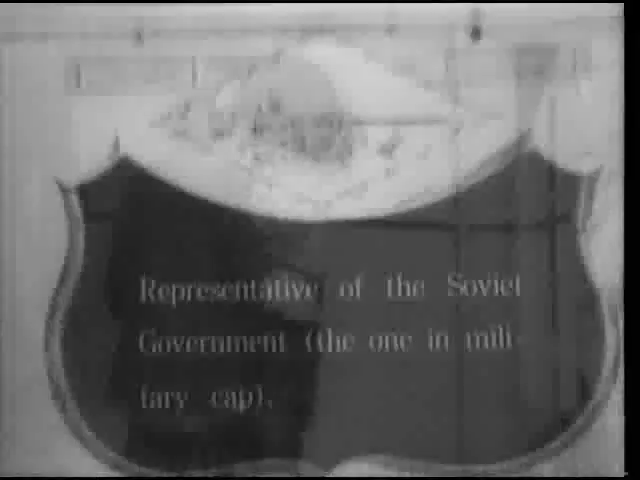 Representative of the Soviet
Government (the one in mili-
tary cap).